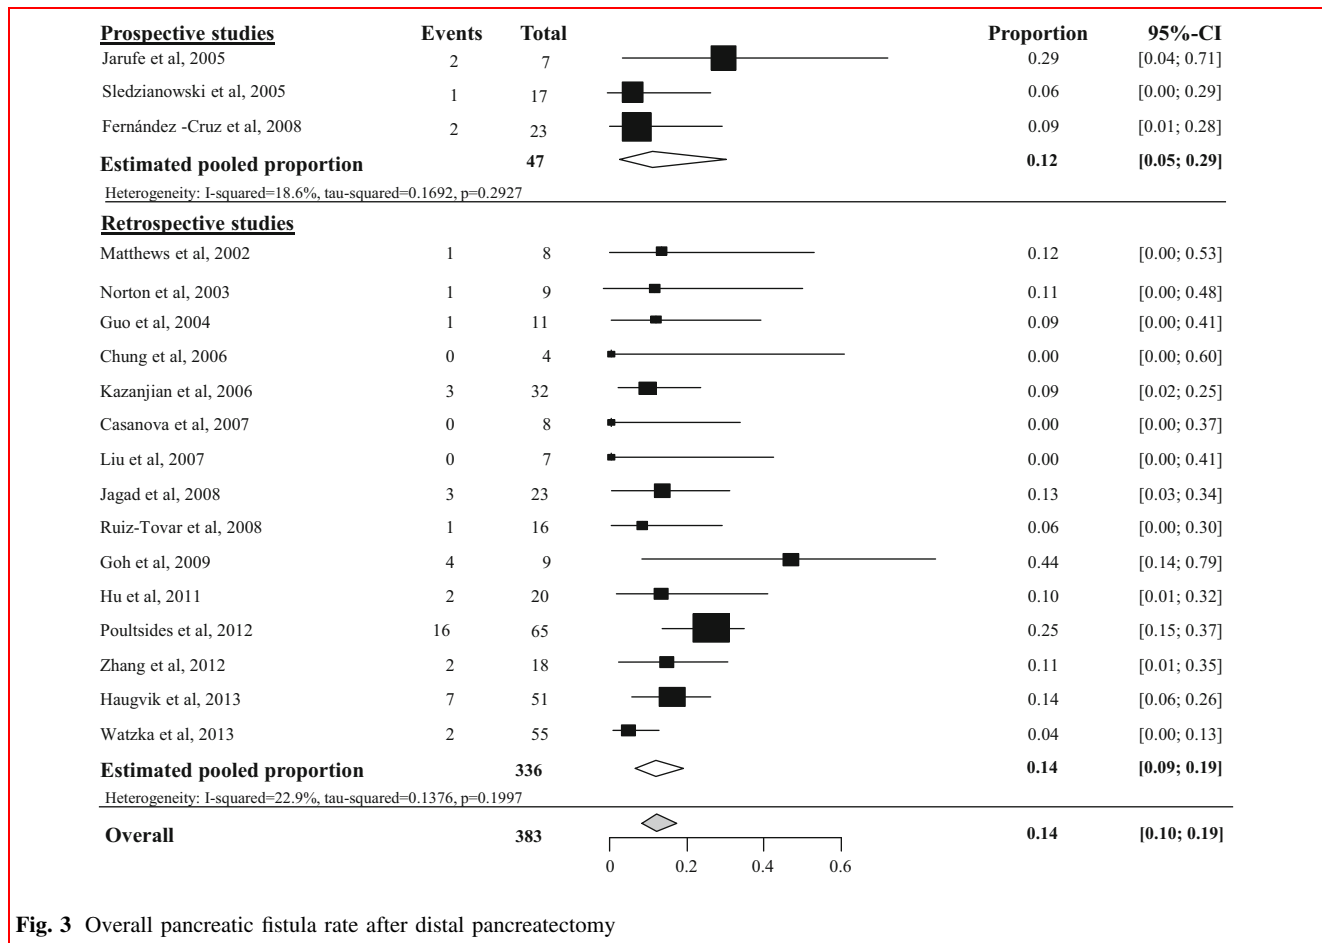 Prospective studies Events Total Proportion 95%-CI
Jarufe et al, 2005 2 7 0.29 [0.04; 0.71]
Sledzianowski et al, 2005 1 17 0.06 [0.00; 0.29]
Fernández -Cruz et al, 2008 2 23 0.09 [0.01; 0.28]
Estimated pooled proportion 47 0.12 [0.05; 0.29]
Heterogeneity: I-squared=18.6%, tau-squared=0.1692, p=0.2927
Retrospective studies
Matthews et al, 2002 1 8 0.12 [0.00; 0.53]
Norton et al, 2003 1 9 0.11 [0.00; 0.48]
Guo et al, 2004 1 11 0.09 [0.00; 0.41]
Chung et al, 2006 0 4 0.00 [0.00; 0.60]
Kazanjian et al, 2006 3 32 0.09 [0.02; 0.25]
Casanova et al, 2007 0 8 0.00 [0.00; 0.37]
Liu et al, 2007 0 7 0.00 [0.00; 0.41]
Jagad et al, 2008 3 23 0.13 [0.03; 0.34]
Ruiz-Tovar et al, 2008 1 16 0.06 [0.00; 0.30]
Goh et al, 2009 4 9 0.44 [0.14; 0.79]
Hu et al, 2011 2 20 0.10 [0.01; 0.32]
Poultsides et al, 2012 16 65 0.25 [0.15; 0.37]
Zhang et al, 2012 2 18 0.11 [0.01; 0.35]
Haugvik et al, 2013 7 51 0.14 [0.06; 0.26]
Watzka et al, 2013 2 55 0.04 [0.00; 0.13]
Estimated pooled proportion 336 0.14 [0.09; 0.19]
Heterogeneity: I-squared=22.9%, tau-squared=0.1376, p=0.1997
Overall 383 0.14 [0.10; 0.19]
0 0.2 0.4 0.6
Fig. 3 Overall pancreatic fistula rate after distal pancreatectomy